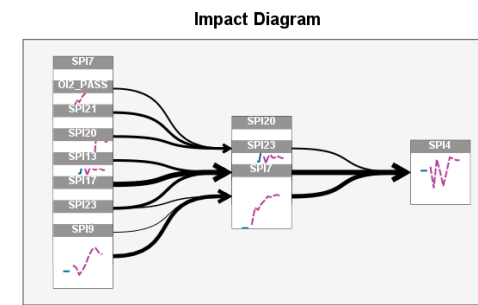 Impact Diagram
SPI7
OI2_PASS
SPI21
SPI20
SPI13
SPI17
SPI23
SPI9
SPI20
SPI23
SPI7
SPI4